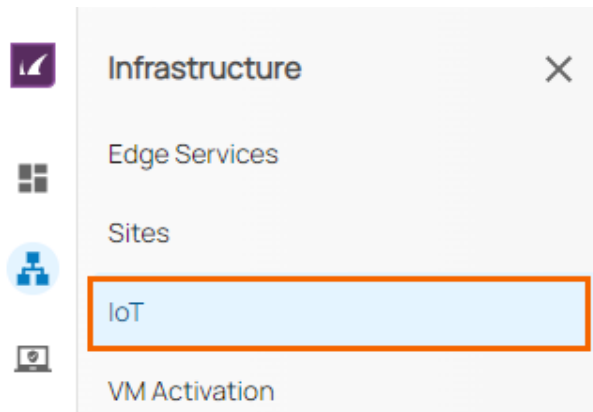 Infrastructure
Edge Services
Sites
IoT
VM Activation